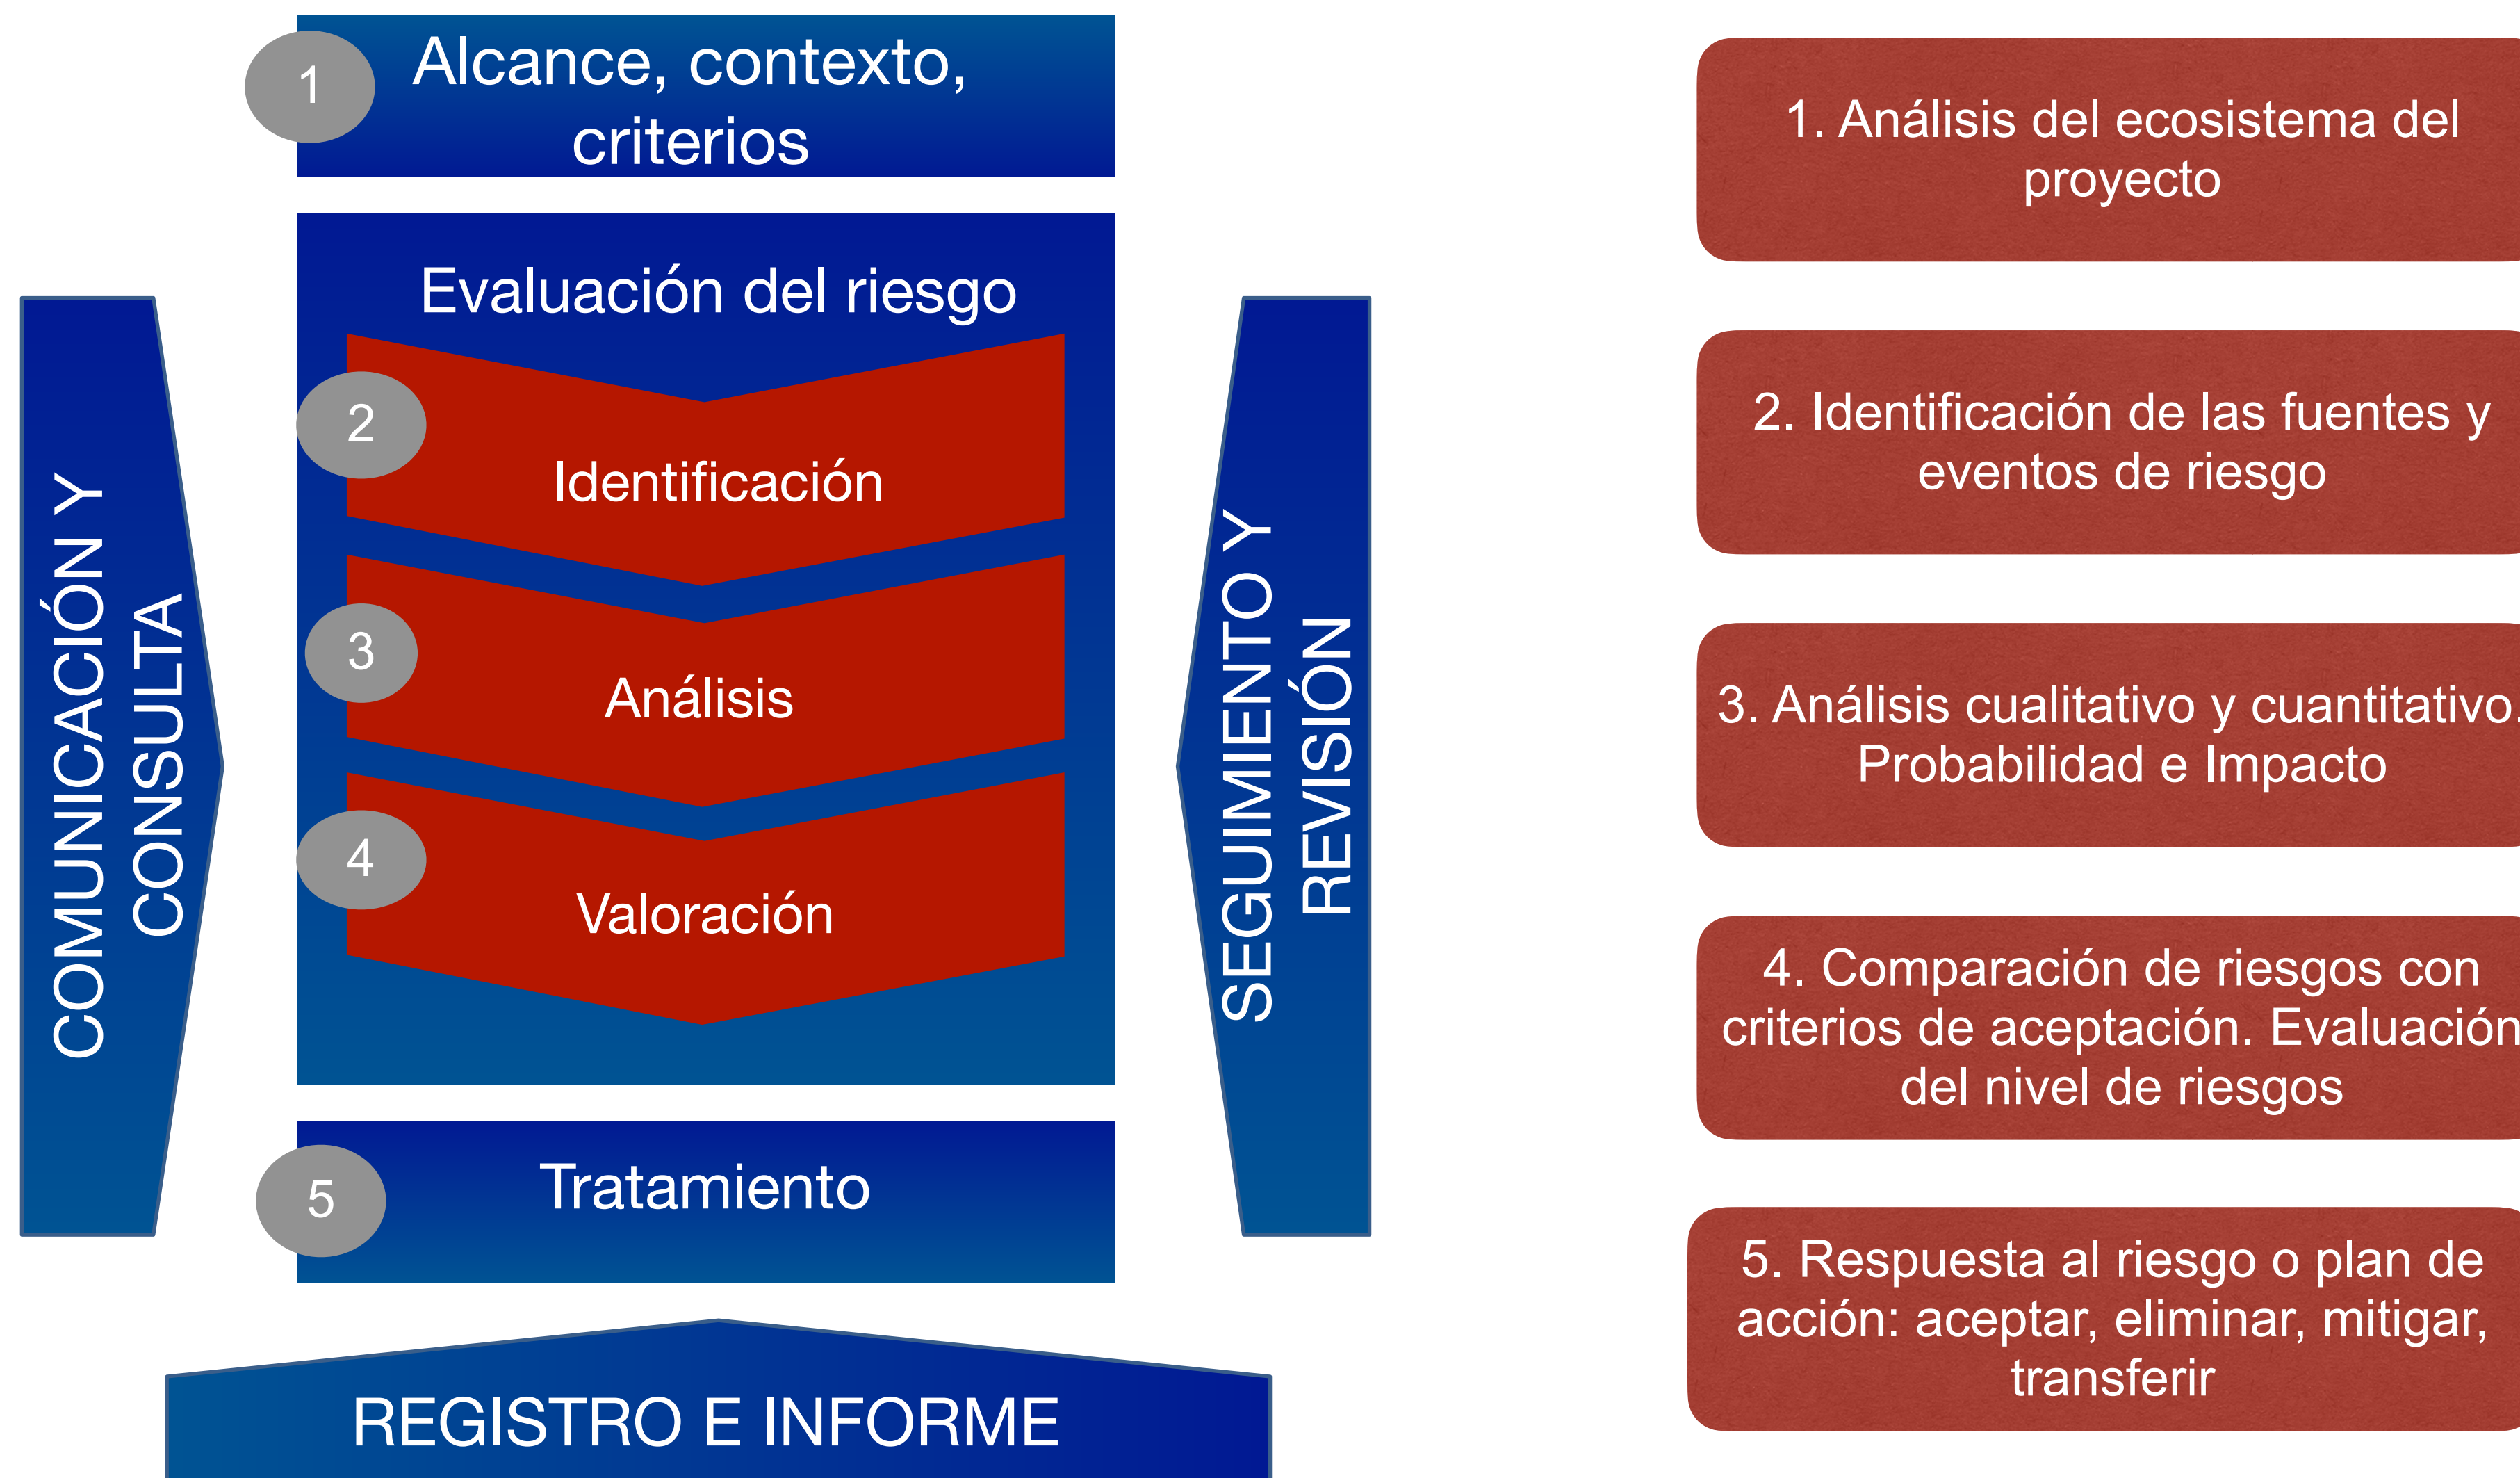 1
Alcance, contexto,
criterios
Evaluación del riesgo
2
Identificación
3
Análisis
4
Valoración
5
Tratamiento
COMUNICACIÓN Y
CONSULTA
SEGUIMIENTO Y
REVISIÓN
REGISTRO E INFORME
1. Análisis del ecosistema del
proyecto
2. Identificación de las fuentes y
eventos de riesgo
3. Análisis cualitativo y cuantitativo.
Probabilidad e Impacto
4. Comparación de riesgos con
criterios de aceptación. Evaluación
del nivel de riesgos
5. Respuesta al riesgo o plan de
acción: aceptar, eliminar, mitigar,
transferir